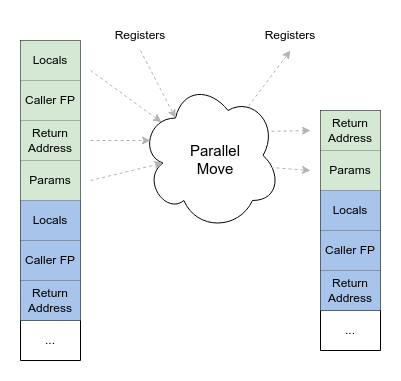 Registers
Registers
Locals
Caller FP
Return
Address
Params
Locals
Caller FP
Return
Address
...
Parallel
Move
Return
Address
Params
Locals
Caller FP
Return
Address
...